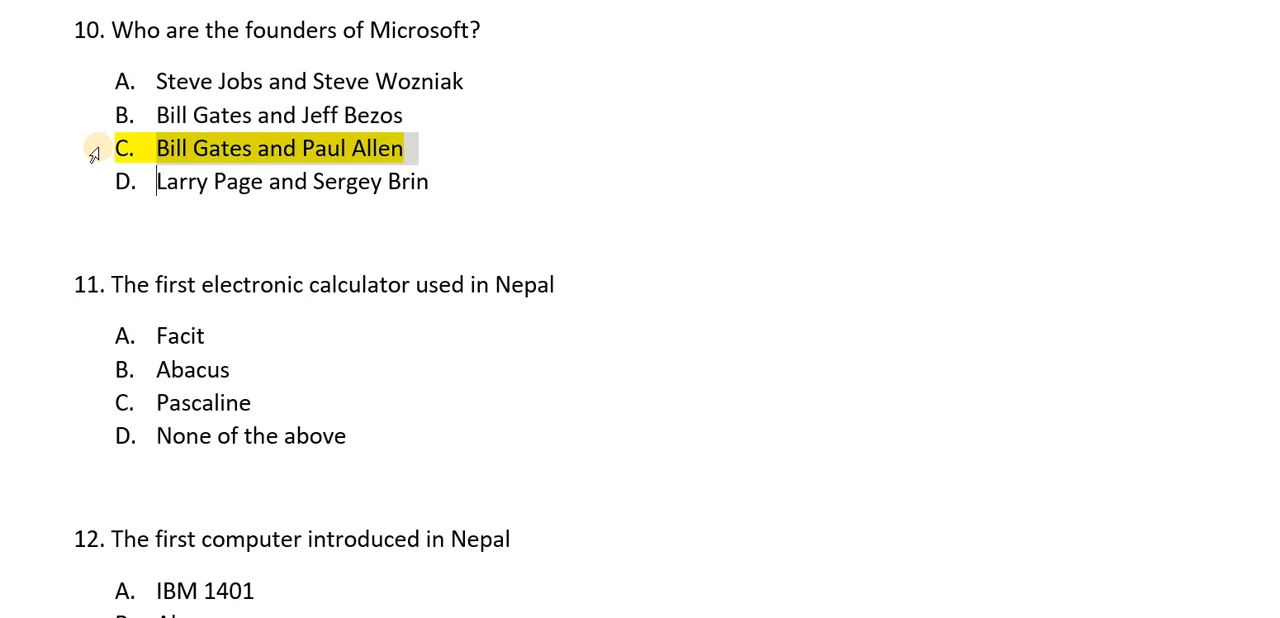 10. Who are the founders of Microsoft?
A. Steve Jobs and Steve Wozniak
B. Bill Gates and Jeff Bezos
C. Bill Gates and Paul Allen
D. Larry Page and Sergey Brin
11. The first electronic calculator used in Nepal
A. Facit
B. Abacus
C. Pascaline
D. None of the above
12. The first computer introduced in Nepal
A. IBM 1401